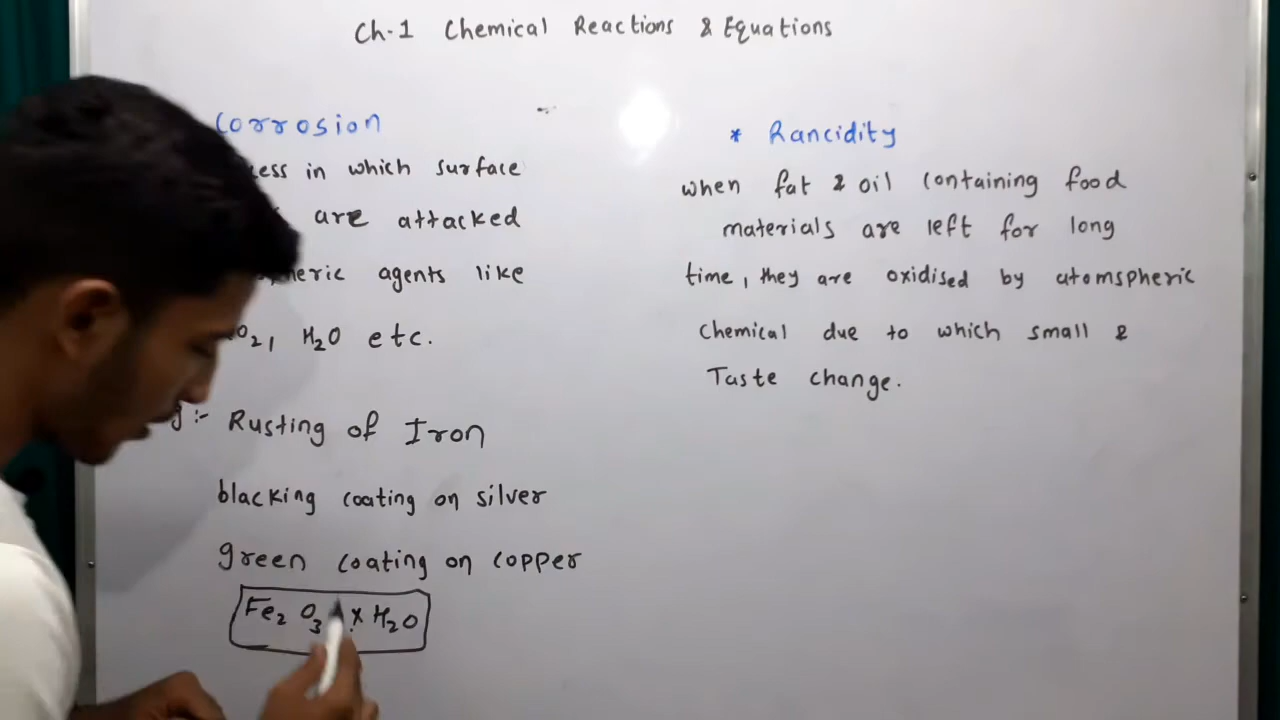 Ch-1 Chemical Reactions & Equations
Corrosion
in which surface
are attacked
agents like
O2, H2O etc.
:- Rusting of Iron
blacking coating on silver
green coating on copper
Fe2 O3 x H2O
* Rancidity
when fat & oil containing food
materials are left for long
time, they are oxidised by atomspheric
chemical due to which small &
Taste change.